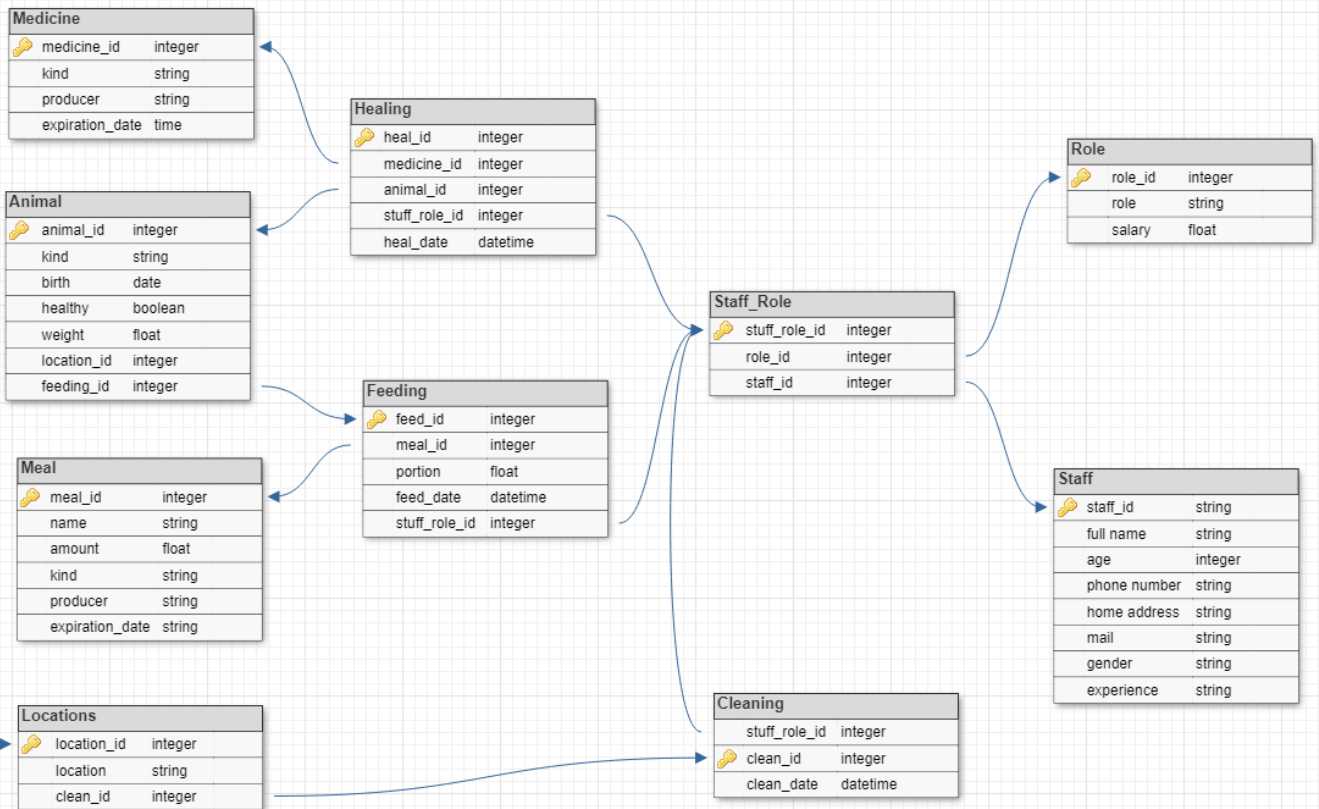 Medicine
medicine_id integer
kind string
producer string
expiration_date time
Healing
heal_id integer
medicine_id integer
animal_id integer
stuff_role_id integer
heal_date datetime
Role
role_id integer
role string
salary float
Animal
animal_id integer
kind string
birth date
healthy boolean
weight float
location_id integer
feeding_id integer
Staff_Role
stuff_role_id integer
role_id integer
staff_id integer
Feeding
feed_id integer
meal_id integer
portion float
feed_date datetime
stuff_role_id integer
Meal
meal_id integer
name string
amount float
kind string
producer string
expiration_date string
Staff
staff_id string
full name string
age integer
phone number string
home address string
mail string
gender string
experience string
Locations
location_id integer
location string
clean_id integer
Cleaning
stuff_role_id integer
clean_id integer
clean_date datetime